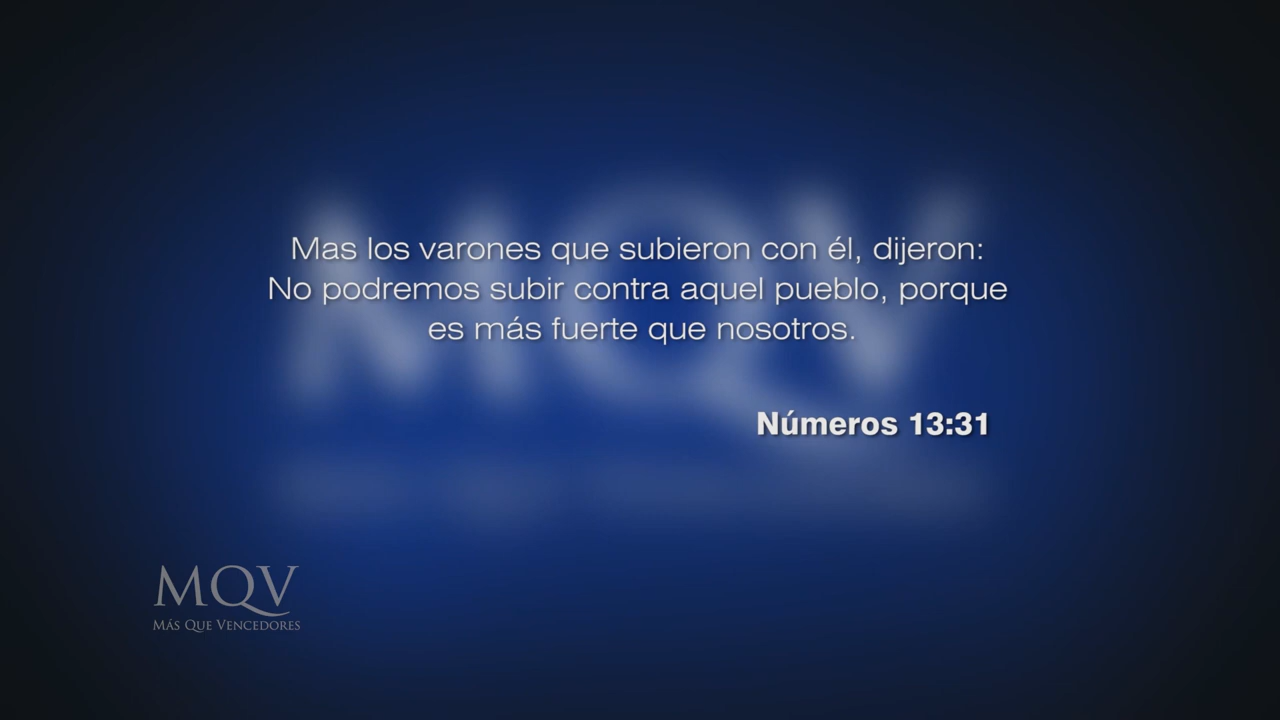 Mas los varones que subieron con él, dijeron:
No podremos subir contra aquel pueblo, porque
es más fuerte que nosotros.
Números 13:31
MQV
MÁS QUE VENCEDORES